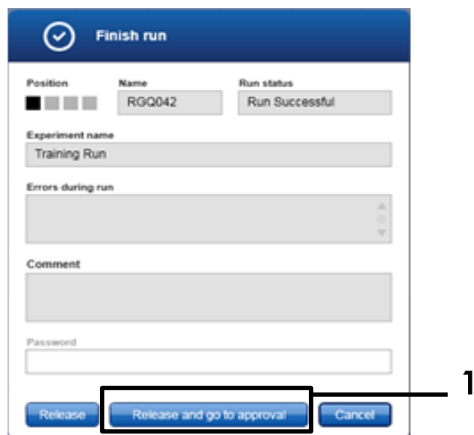 Finish run
Position Name Run status
RGQ042 Run Successful
Experiment name
Training Run
Errors during run
Comment
Password
1
Release Release and go to approval Cancel